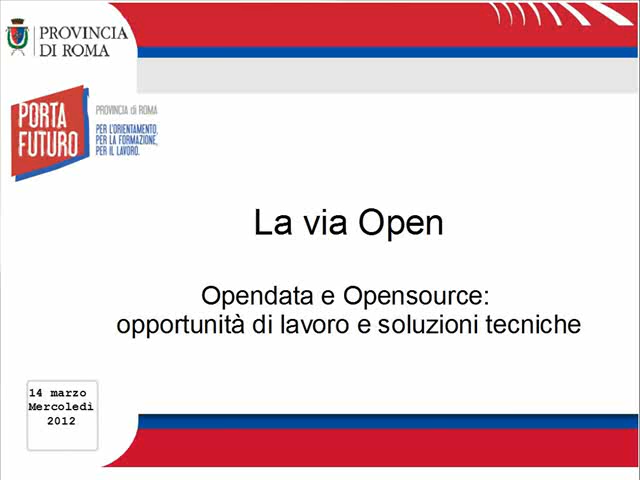 PROVINCIA
DI ROMA
PORTA
FUTURO
PROVINCIA di ROMA
PER L'ORIENTAMENTO,
PER LA FORMAZIONE,
PER IL LAVORO.
La via Open
Opendata e Opensource:
opportunità di lavoro e soluzioni tecniche
14 marzo
Mercoledì
2012